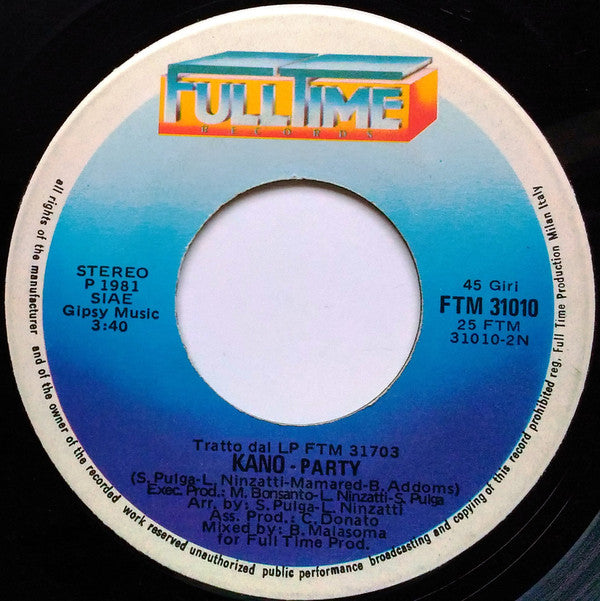 FULLTIME
RECORDS
STEREO
P 1981
SIAE
Gipsy Music
3:40
45 Giri
FTM 31010
25 FTM
31010-2N
Tratto dal LP FTM 31703
KANO - PARTY
(S. Pulga-L. Ninzatti-Mamared-B. Addoms)
Exec. Prod.: M. Bonsanto-L. Ninzatti-S. Pulga
Arr. by: S. Pulga-L. Ninzatti
Ass. Prod.: C. Donato
Mixed by: B. Malasoma
for Full Time Prod.
all rights of the manufacturer and of the owner of the recorded work reserved unauthorized public performance broadcasting and copying of this record prohibited reg. Full Time Production Milan Italy